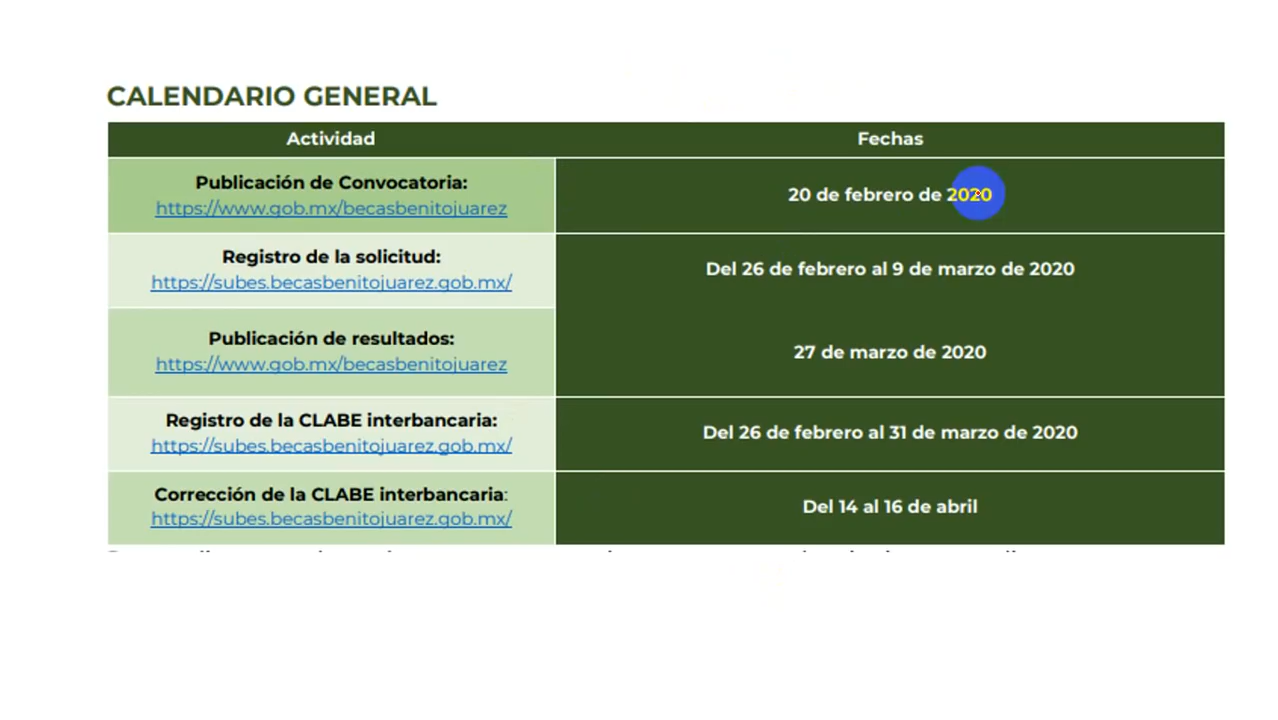 CALENDARIO GENERAL
Actividad
Fechas
Publicación de Convocatoria:
https://www.gob.mx/becasbenitojuarez
20 de febrero de 2020
Registro de la solicitud:
https://subes.becasbenitojuarez.gob.mx/
Del 26 de febrero al 9 de marzo de 2020
Publicación de resultados:
https://www.gob.mx/becasbenitojuarez
27 de marzo de 2020
Registro de la CLABE interbancaria:
https://subes.becasbenitojuarez.gob.mx/
Del 26 de febrero al 31 de marzo de 2020
Corrección de la CLABE interbancaria:
https://subes.becasbenitojuarez.gob.mx/
Del 14 al 16 de abril